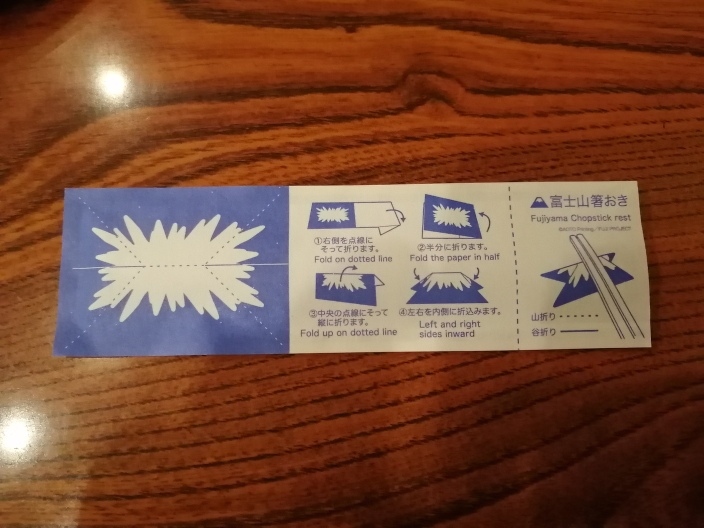 ①右側を点線に
そって折ります。
Fold on dotted line
②半分に折ります。
Fold the paper in half
③中央の点線にそって
縦に折ります。
Fold up on dotted line
④左右を内側に折込みます。
Left and right
sides inward
富士山箸おき
Fujiyama Chopstick rest
山折り
谷折り